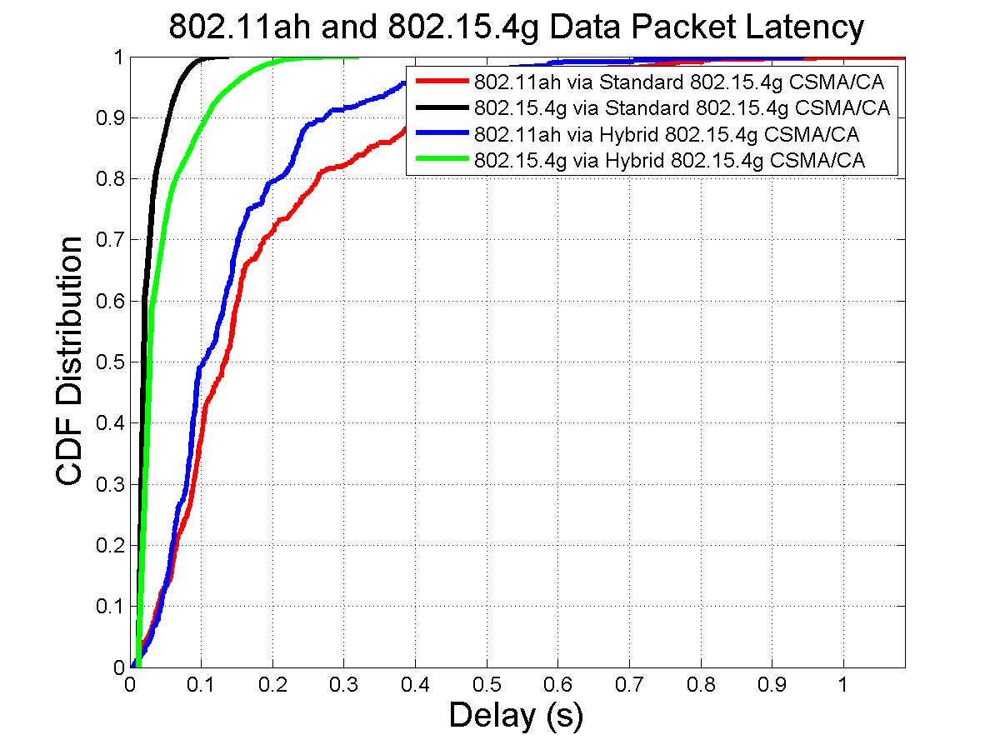 802.11ah and 802.15.4g Data Packet Latency
1
0.9
0.8
0.7
0.6
0.5
0.4
0.3
0.2
0.1
0
CDF Distribution
802.11ah via Standard 802.15.4g CSMA/CA
802.15.4g via Standard 802.15.4g CSMA/CA
802.11ah via Hybrid 802.15.4g CSMA/CA
802.15.4g via Hybrid 802.15.4g CSMA/CA
0 0.1 0.2 0.3 0.4 0.5 0.6 0.7 0.8 0.9 1
Delay (s)